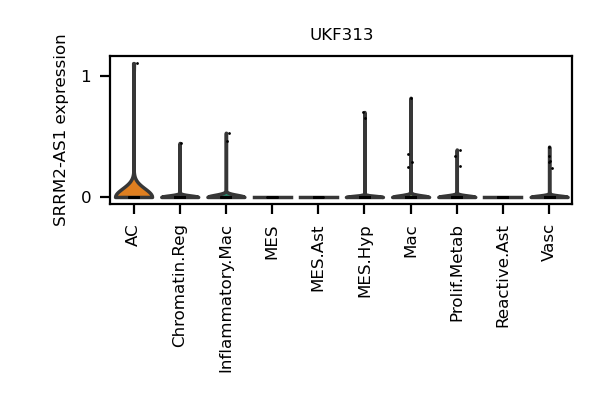 UKF313
SRRM2-AS1 expression
1
0
AC
Chromatin.Reg
Inflammatory.Mac
MES
MES.Ast
MES.Hyp
Mac
Prolif.Metab
Reactive.Ast
Vasc